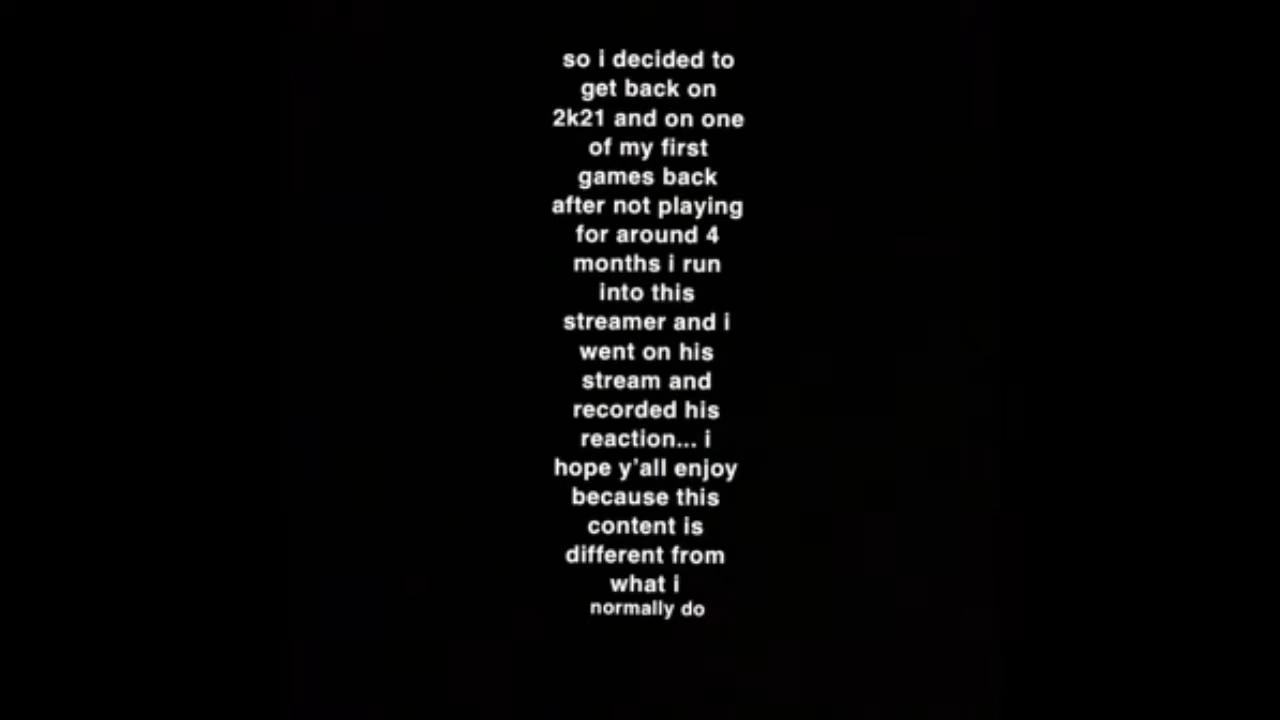 so i decided to
get back on
2k21 and on one
of my first
games back
after not playing
for around 4
months i run
into this
streamer and i
went on his
stream and
recorded his
reaction... i
hope y'all enjoy
because this
content is
different from
what i
normally do